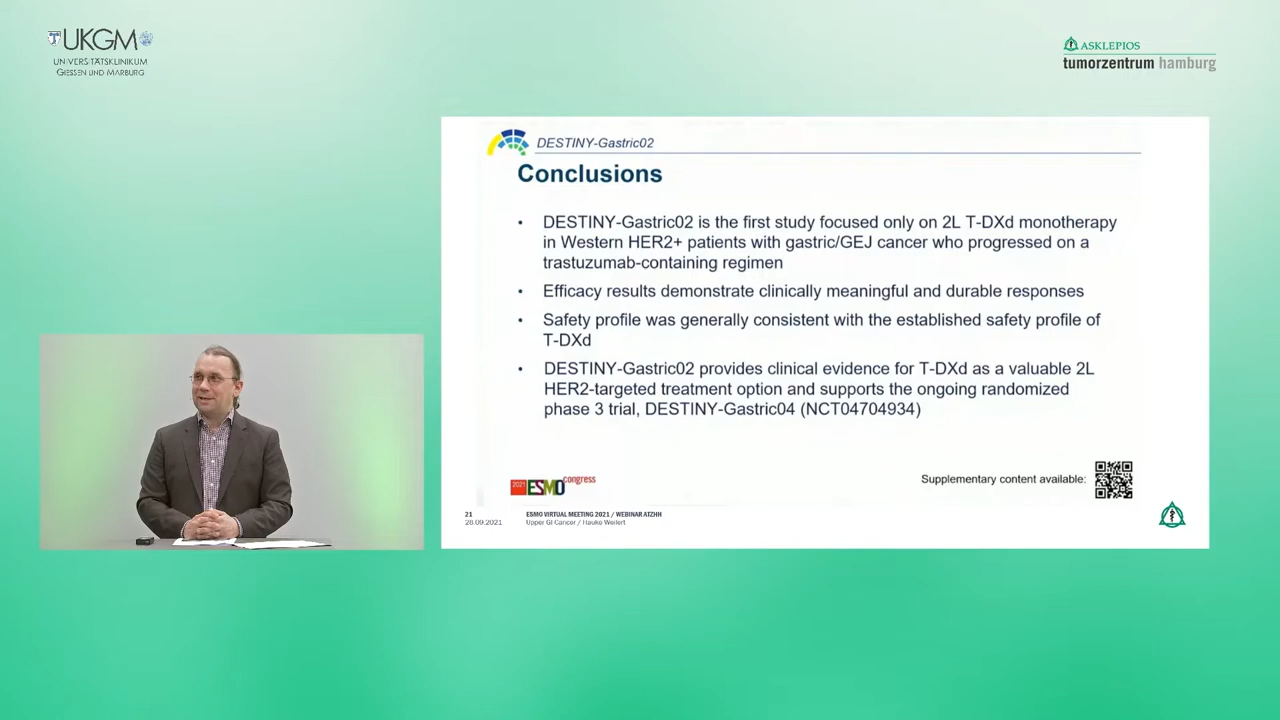 UKGM
UNIVERSITÄTSKLINIKUM
GIESSEN UND MARBURG
ASKLEPIOS
tumorzentrum hamburg
DESTINY-Gastric02
Conclusions
• DESTINY-Gastric02 is the first study focused only on 2L T-DXd monotherapy
in Western HER2+ patients with gastric/GEJ cancer who progressed on a
trastuzumab-containing regimen
• Efficacy results demonstrate clinically meaningful and durable responses
• Safety profile was generally consistent with the established safety profile of
T-DXd
• DESTINY-Gastric02 provides clinical evidence for T-DXd as a valuable 2L
HER2-targeted treatment option and supports the ongoing randomized
phase 3 trial, DESTINY-Gastric04 (NCT04704934)
2021 ESMO congress
Supplementary content available:
21 ESMO VIRTUAL MEETING 2021 / WEBINAR ATZHH
28.09.2021 Upper GI Cancer / Hauke Weilert